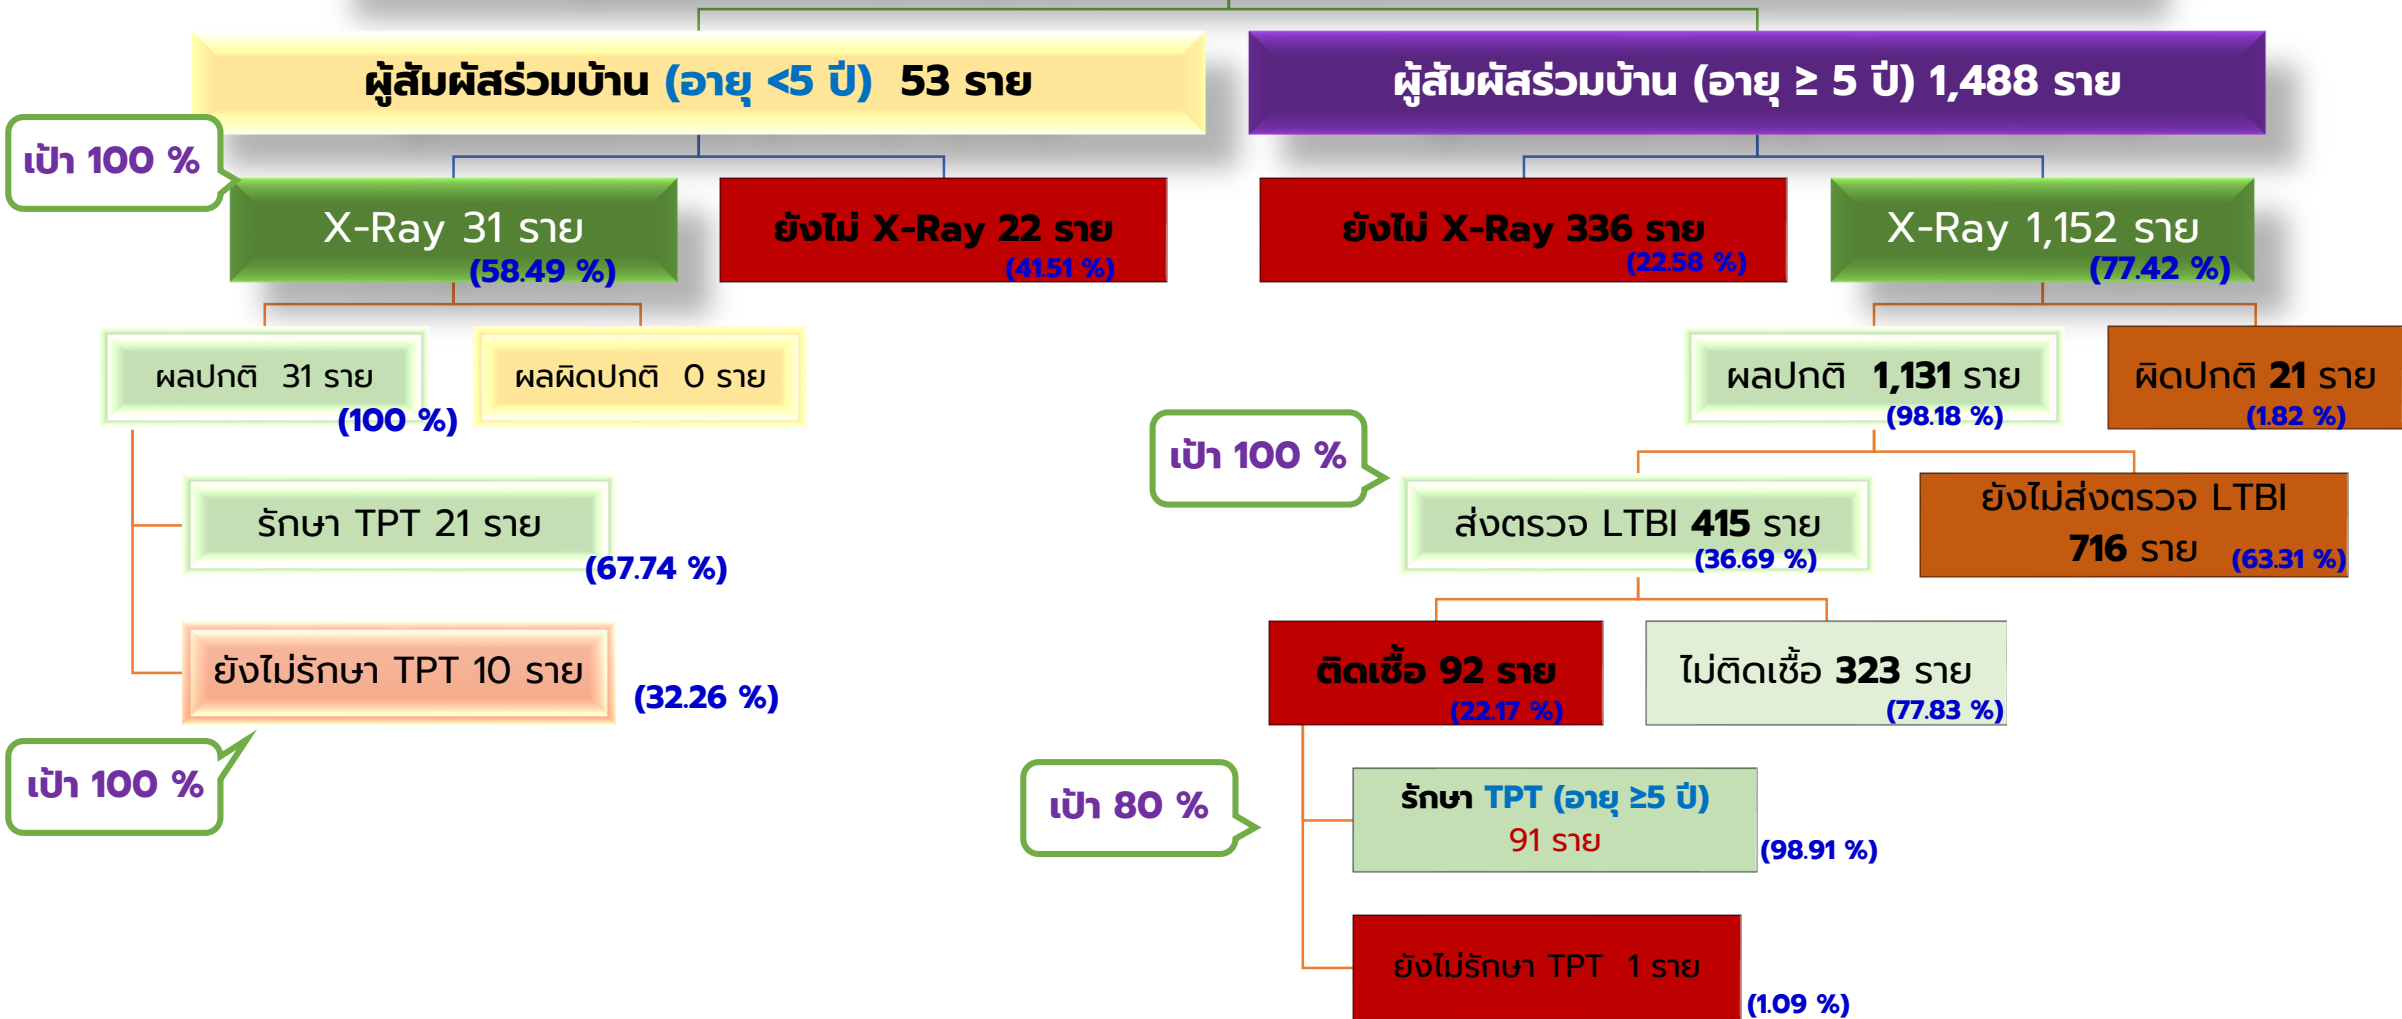 ผู้สัมผัสร่วมบ้าน (อายุ <5 ปี) 53 ราย
ผู้สัมผัสร่วมบ้าน (อายุ ≥ 5 ปี) 1,488 ราย
เป้า 100 %
X-Ray 31 ราย
(58.49 %)
ยังไม่ X-Ray 22 ราย
(41.51 %)
ยังไม่ X-Ray 336 ราย
(22.58 %)
X-Ray 1,152 ราย
(77.42 %)
ผลปกติ 31 ราย
(100 %)
ผลผิดปกติ 0 ราย
ผลปกติ 1,131 ราย
(98.18 %)
ผิดปกติ 21 ราย
(1.82 %)
รักษา TPT 21 ราย
(67.74 %)
เป้า 100 %
ส่งตรวจ LTBI 415 ราย
(36.69 %)
ยังไม่ส่งตรวจ LTBI
716 ราย (63.31 %)
ยังไม่รักษา TPT 10 ราย
(32.26 %)
เป้า 100 %
ติดเชื้อ 92 ราย
(22.17 %)
ไม่ติดเชื้อ 323 ราย
(77.83 %)
เป้า 80 %
รักษา TPT (อายุ ≥5 ปี)
91 ราย
(98.91 %)
ยังไม่รักษา TPT 1 ราย
(1.09 %)